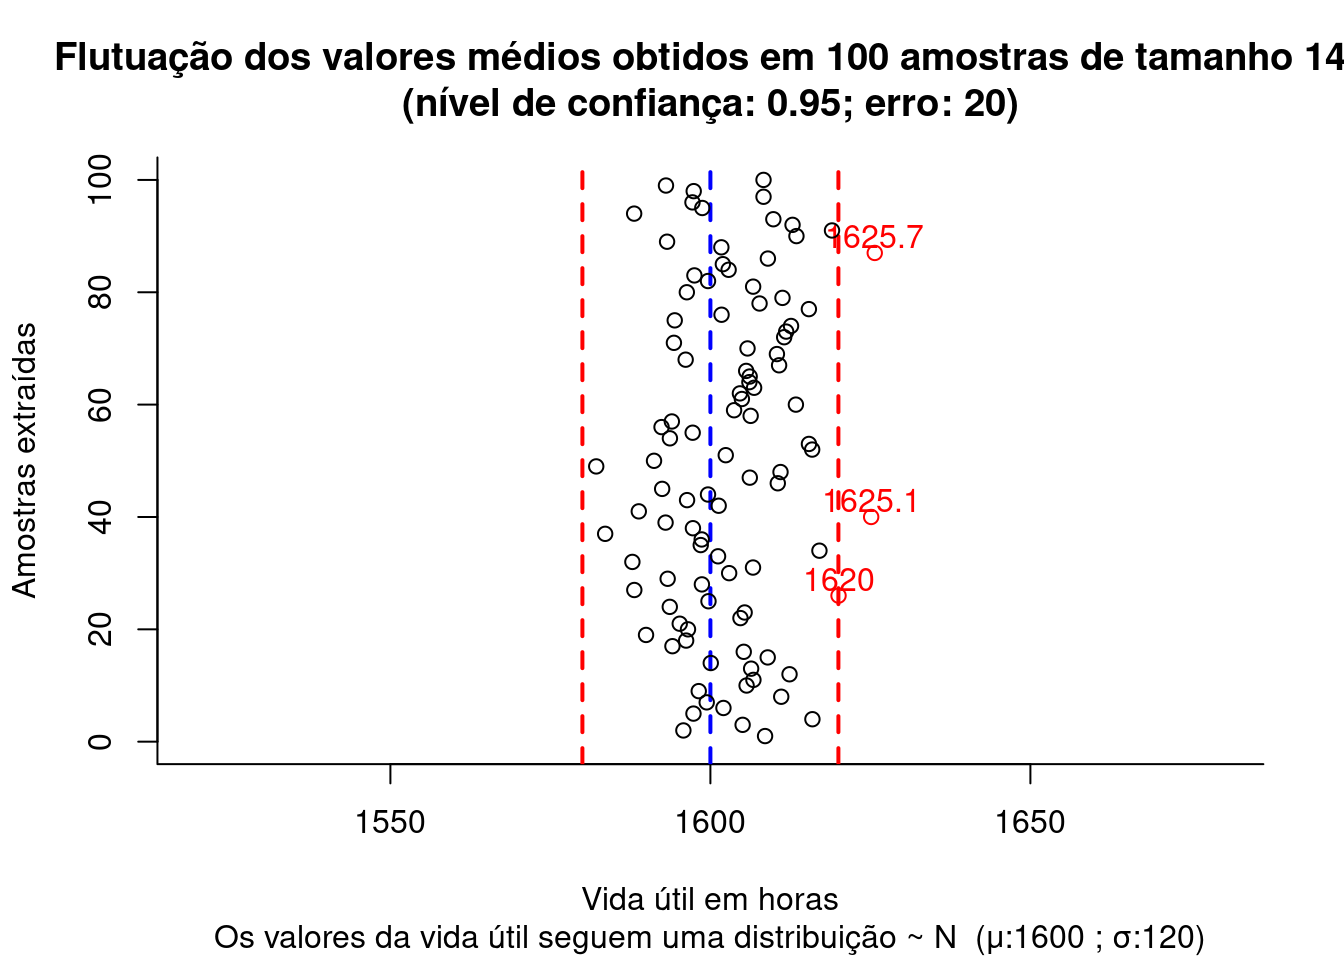 Flutuação dos valores médios obtidos em 100 amostras de tamanho 14
(nível de confiança: 0.95; erro: 20)
Amostras extraídas
100
80
60
40
20
0
1625.7
1625.1
1620
1550 1600 1650
Vida útil em horas
Os valores da vida útil seguem uma distribuição ~ N (μ:1600 ; σ:120)